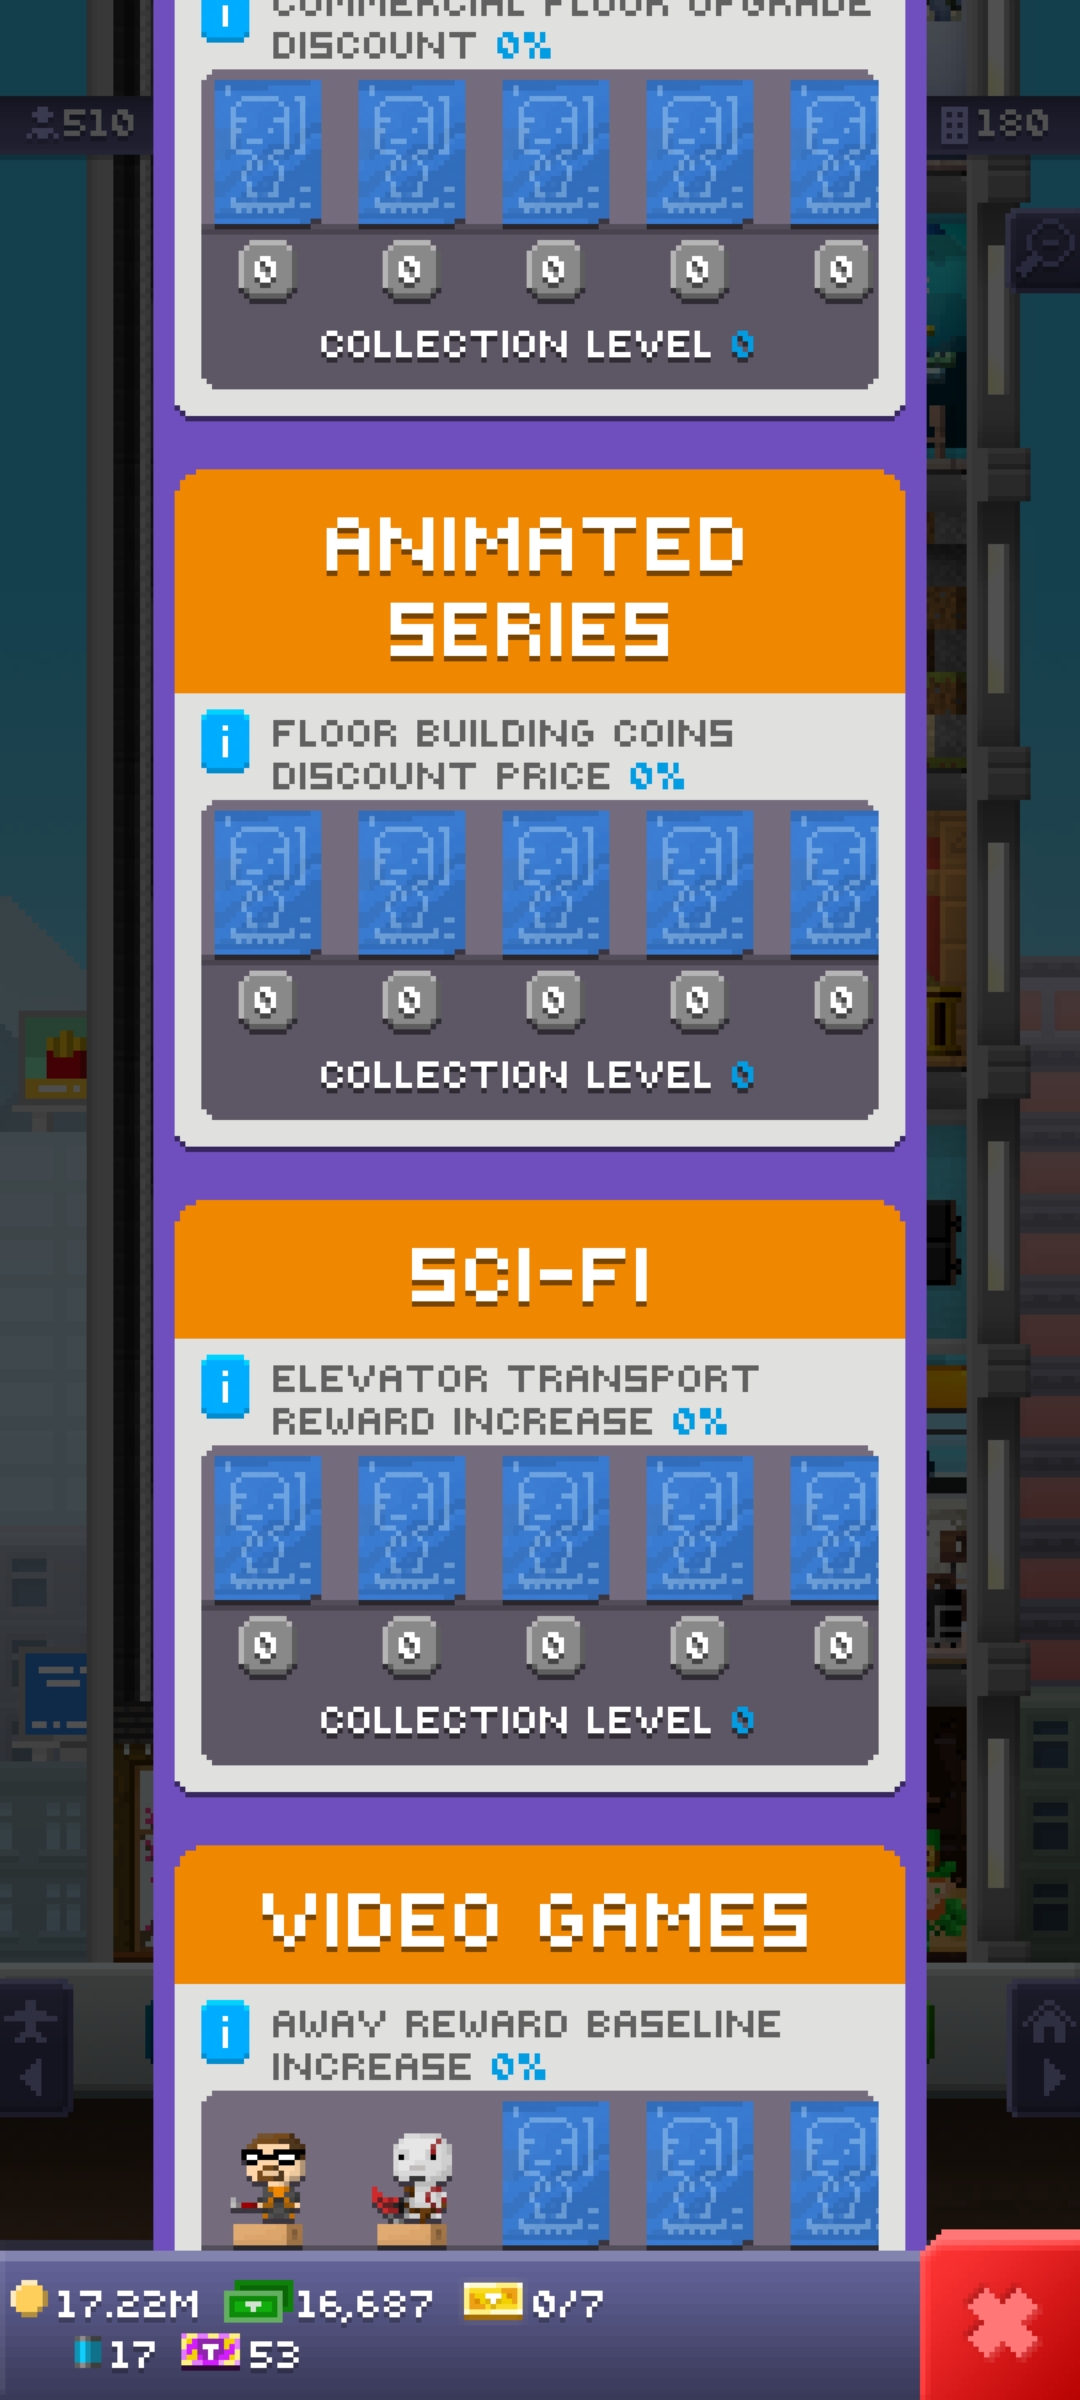 COMMERCIAL FLOOR UPGRADE
DISCOUNT 0%
510
180
0 0 0 0 0
COLLECTION LEVEL 0
ANIMATED
SERIES
i FLOOR BUILDING COINS
DISCOUNT PRICE 0%
0 0 0 0 0
COLLECTION LEVEL 0
SCI-FI
i ELEVATOR TRANSPORT
REWARD INCREASE 0%
0 0 0 0 0
COLLECTION LEVEL 0
VIDEO GAMES
i AWAY REWARD BASELINE
INCREASE 0%
17.22M 16,687 0/7
17 53